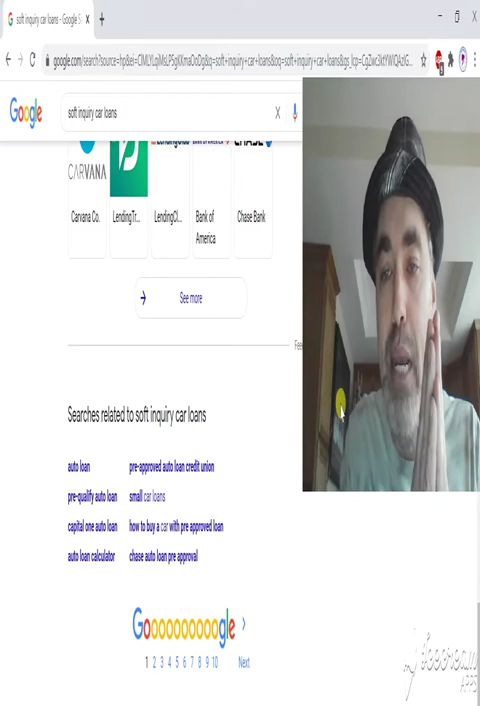 soft inquiry car loans - Google S
google.com/search?source=hp&ei=
Google
soft inquiry car loans
CARVANA
Carvana Co.
LendingTr...
LendingCl...
Bank of
America
Chase Bank
See more
Fee
Searches related to soft inquiry car loans
auto loan
pre-approved auto loan credit union
pre-qualify auto loan
small car loans
capital one auto loan
how to buy a car with pre approved loan
auto loan calculator
chase auto loan pre approval
Goooooooooogle
1 2 3 4 5 6 7 8 9 10
Next
Icecream
APPS